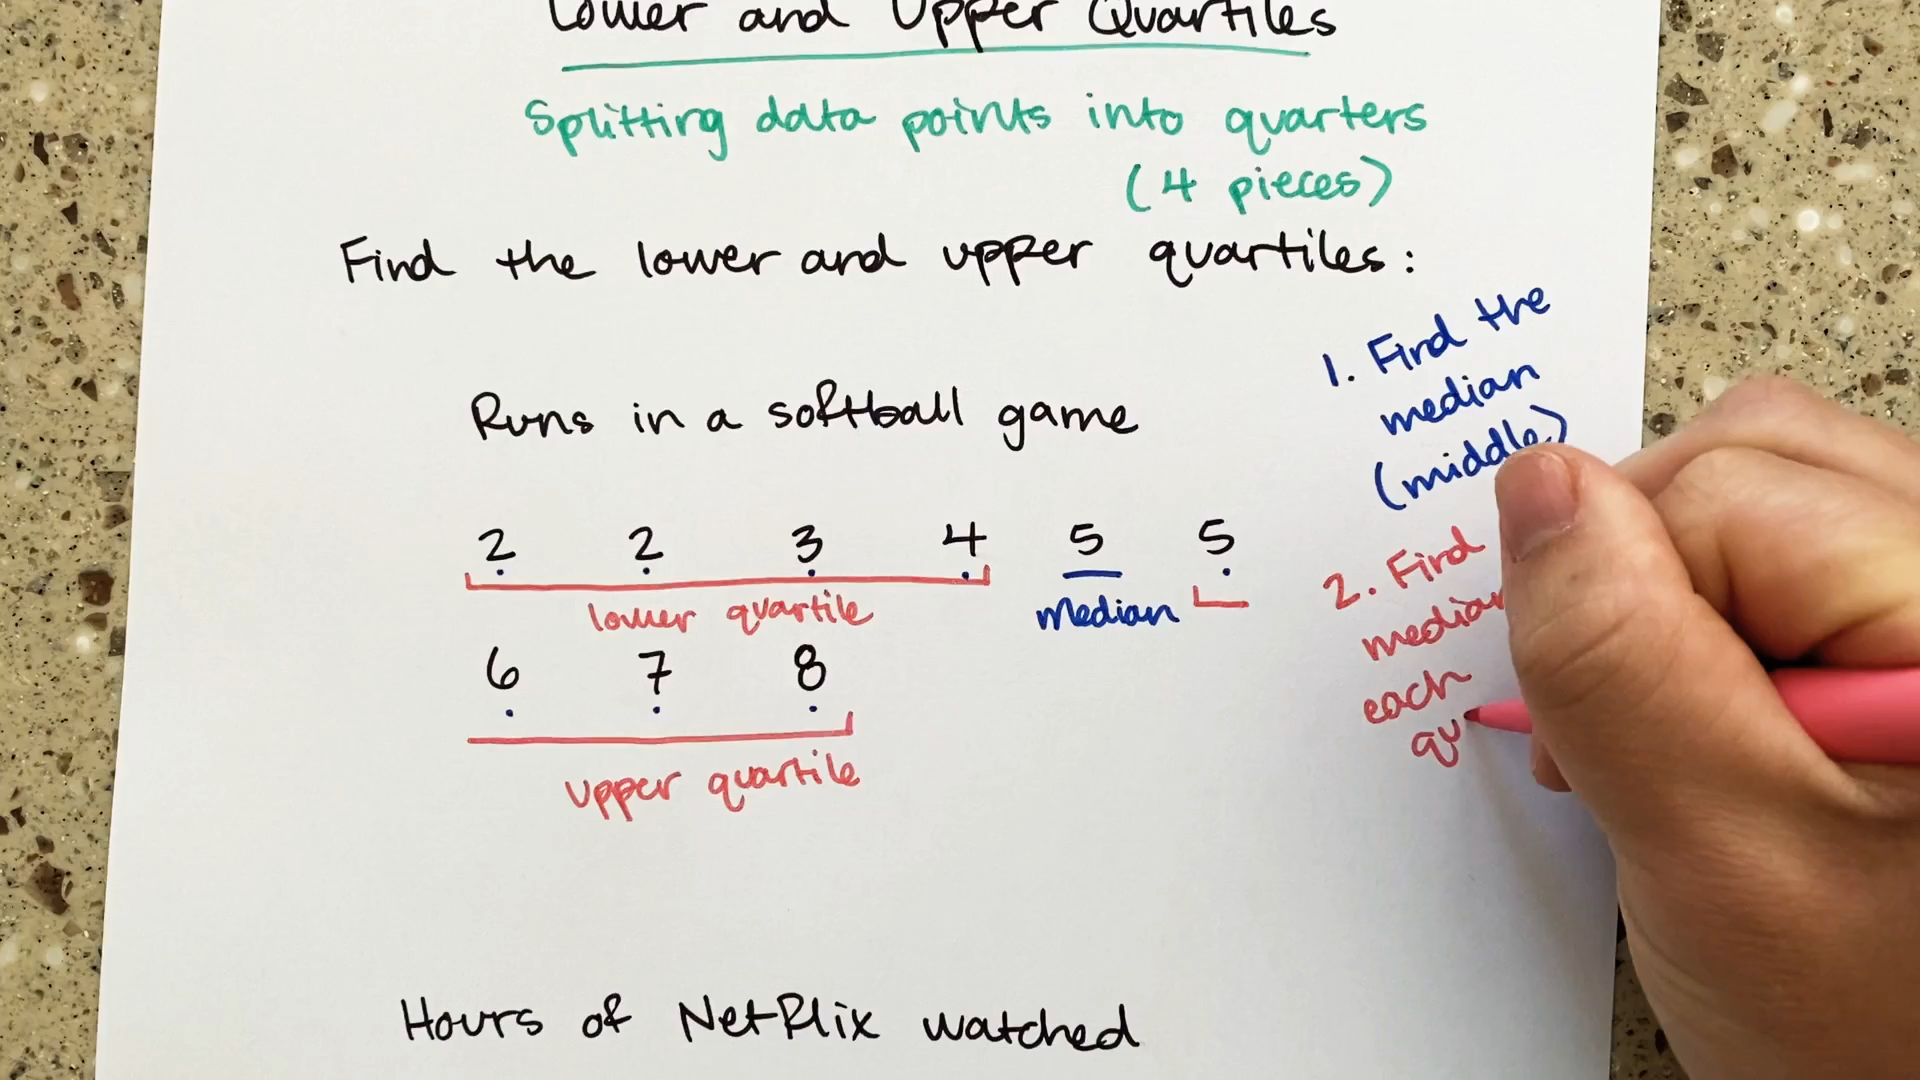 Lower and Upper Quartiles
Splitting data points into quarters
(4 pieces)
Find the lower and upper quartiles:
Runs in a softball game
2 2 3 4 5 5
lower quartile median
6 7 8
upper quartile
1. Find the
median
(middle)
2. Find
median
each
qu
Hours of Netflix watched